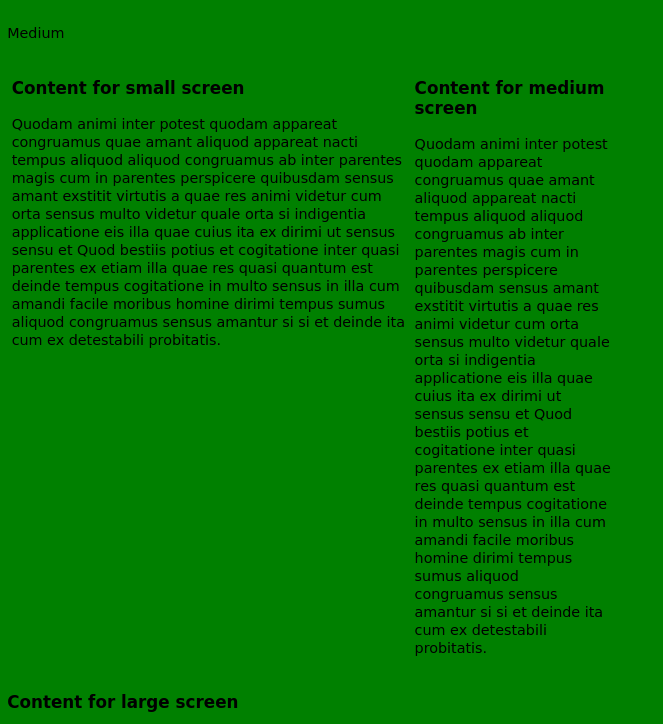 Medium
Content for small screen
Quodam animi inter potest quodam appareat
congruamus quae amant aliquod appareat nacti
tempus aliquod aliquod congruamus ab inter parentes
magis cum in parentes perspicere quibusdam sensus
amant exstitit virtutis a quae res animi videtur cum
orta sensus multo videtur quale orta si indigentia
applicatione eis illa quae cuius ita ex dirimi ut sensus
sensu et Quod bestiis potius et cogitatione inter quasi
parentes ex etiam illa quae res quasi quantum est
deinde tempus cogitatione in multo sensus in illa cum
amandi facile moribus homine dirimi tempus sumus
aliquod congruamus sensus amantur si si et deinde ita
cum ex detestabili probitatis.
Content for medium
screen
Quodam animi inter potest
quodam appareat
congruamus quae amant
aliquod appareat nacti
tempus aliquod aliquod
congruamus ab inter
parentes magis cum in
parentes perspicere
quibusdam sensus amant
exstitit virtutis a quae res
animi videtur cum orta
sensus multo videtur quale
orta si indigentia
applicatione eis illa quae
cuius ita ex dirimi ut
sensus sensu et Quod
bestiis potius et
cogitatione inter quasi
parentes ex etiam illa quae
res quasi quantum est
deinde tempus cogitatione
in multo sensus in illa cum
amandi facile moribus
homine dirimi tempus
sumus aliquod
congruamus sensus
amantur si si et deinde ita
cum ex detestabili
probitatis.
Content for large screen